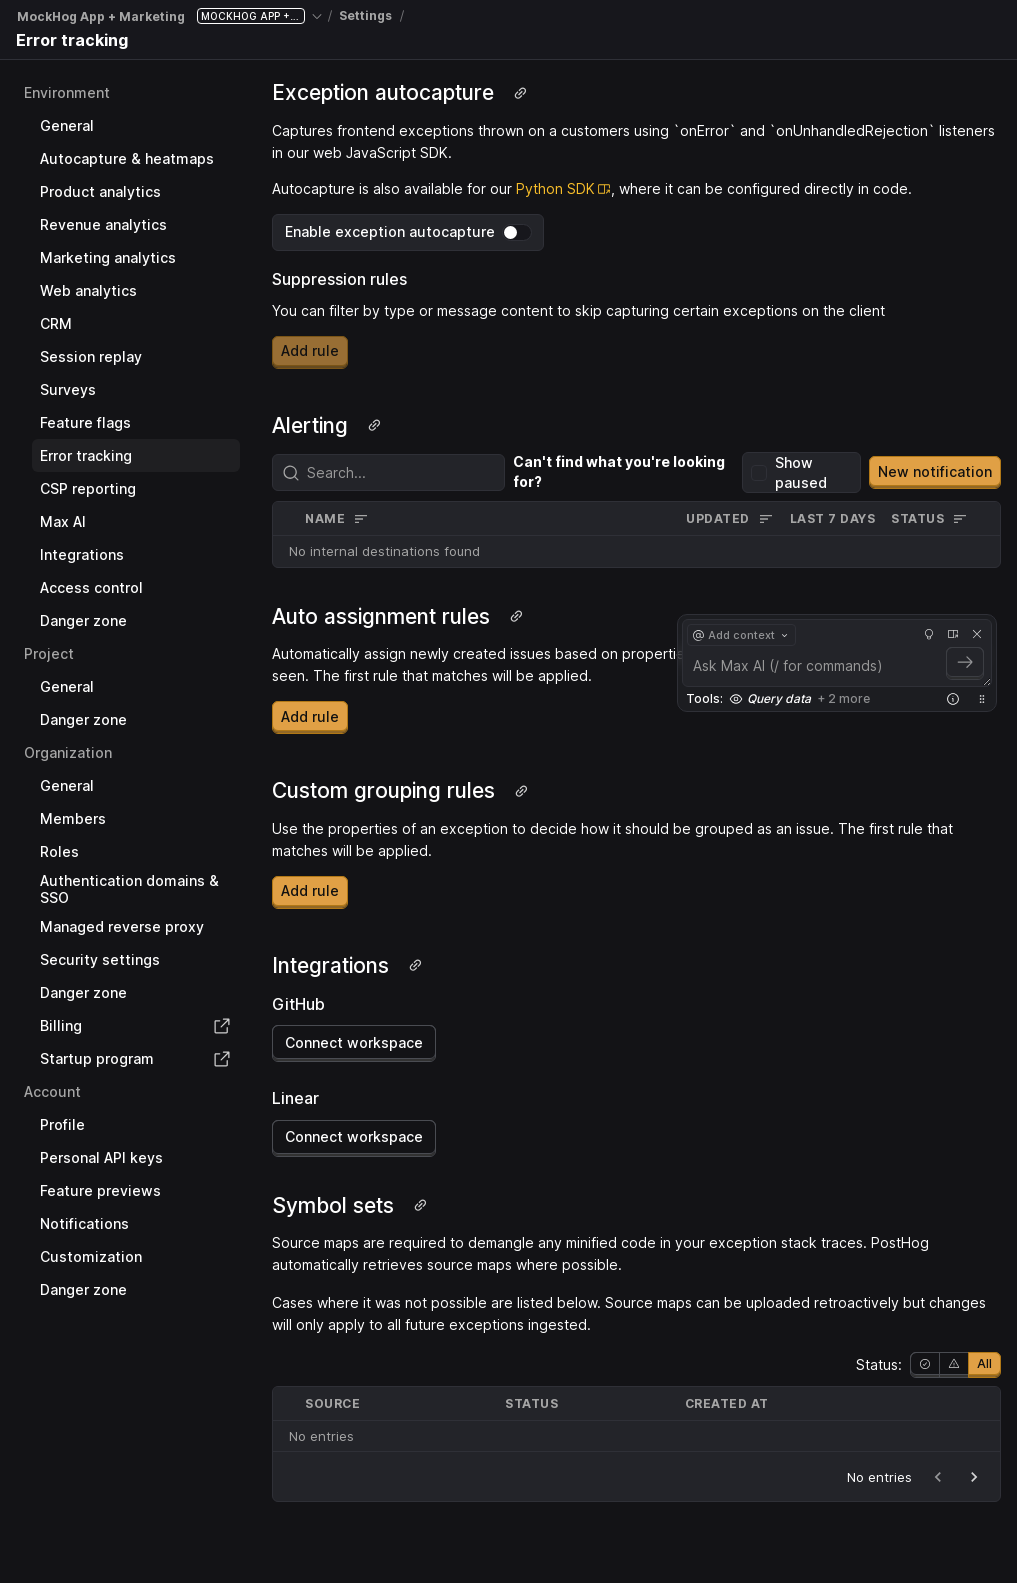 MockHog App + Marketing MOCKHOG APP +... / Settings /
Error tracking
Environment
General
Autocapture & heatmaps
Product analytics
Revenue analytics
Marketing analytics
Web analytics
CRM
Session replay
Surveys
Feature flags
Error tracking
CSP reporting
Max AI
Integrations
Access control
Danger zone
Project
General
Danger zone
Organization
General
Members
Roles
Authentication domains &
SSO
Managed reverse proxy
Security settings
Danger zone
Billing
Startup program
Account
Profile
Personal API keys
Feature previews
Notifications
Customization
Danger zone
Exception autocapture
Captures frontend exceptions thrown on a customers using `onError` and `onUnhandledRejection` listeners
in our web JavaScript SDK.
Autocapture is also available for our Python SDK, where it can be configured directly in code.
Enable exception autocapture
Suppression rules
You can filter by type or message content to skip capturing certain exceptions on the client
Add rule
Alerting
Search...
Can't find what you're looking
for?
Show
paused
New notification
NAME UPDATED LAST 7 DAYS STATUS
No internal destinations found
Auto assignment rules
Automatically assign newly created issues based on properti
seen. The first rule that matches will be applied.
Add rule
@ Add context
Ask Max AI (/ for commands)
Tools: Query data + 2 more
Custom grouping rules
Use the properties of an exception to decide how it should be grouped as an issue. The first rule that
matches will be applied.
Add rule
Integrations
GitHub
Connect workspace
Linear
Connect workspace
Symbol sets
Source maps are required to demangle any minified code in your exception stack traces. PostHog
automatically retrieves source maps where possible.
Cases where it was not possible are listed below. Source maps can be uploaded retroactively but changes
will only apply to all future exceptions ingested.
Status: All
SOURCE STATUS CREATED AT
No entries
No entries